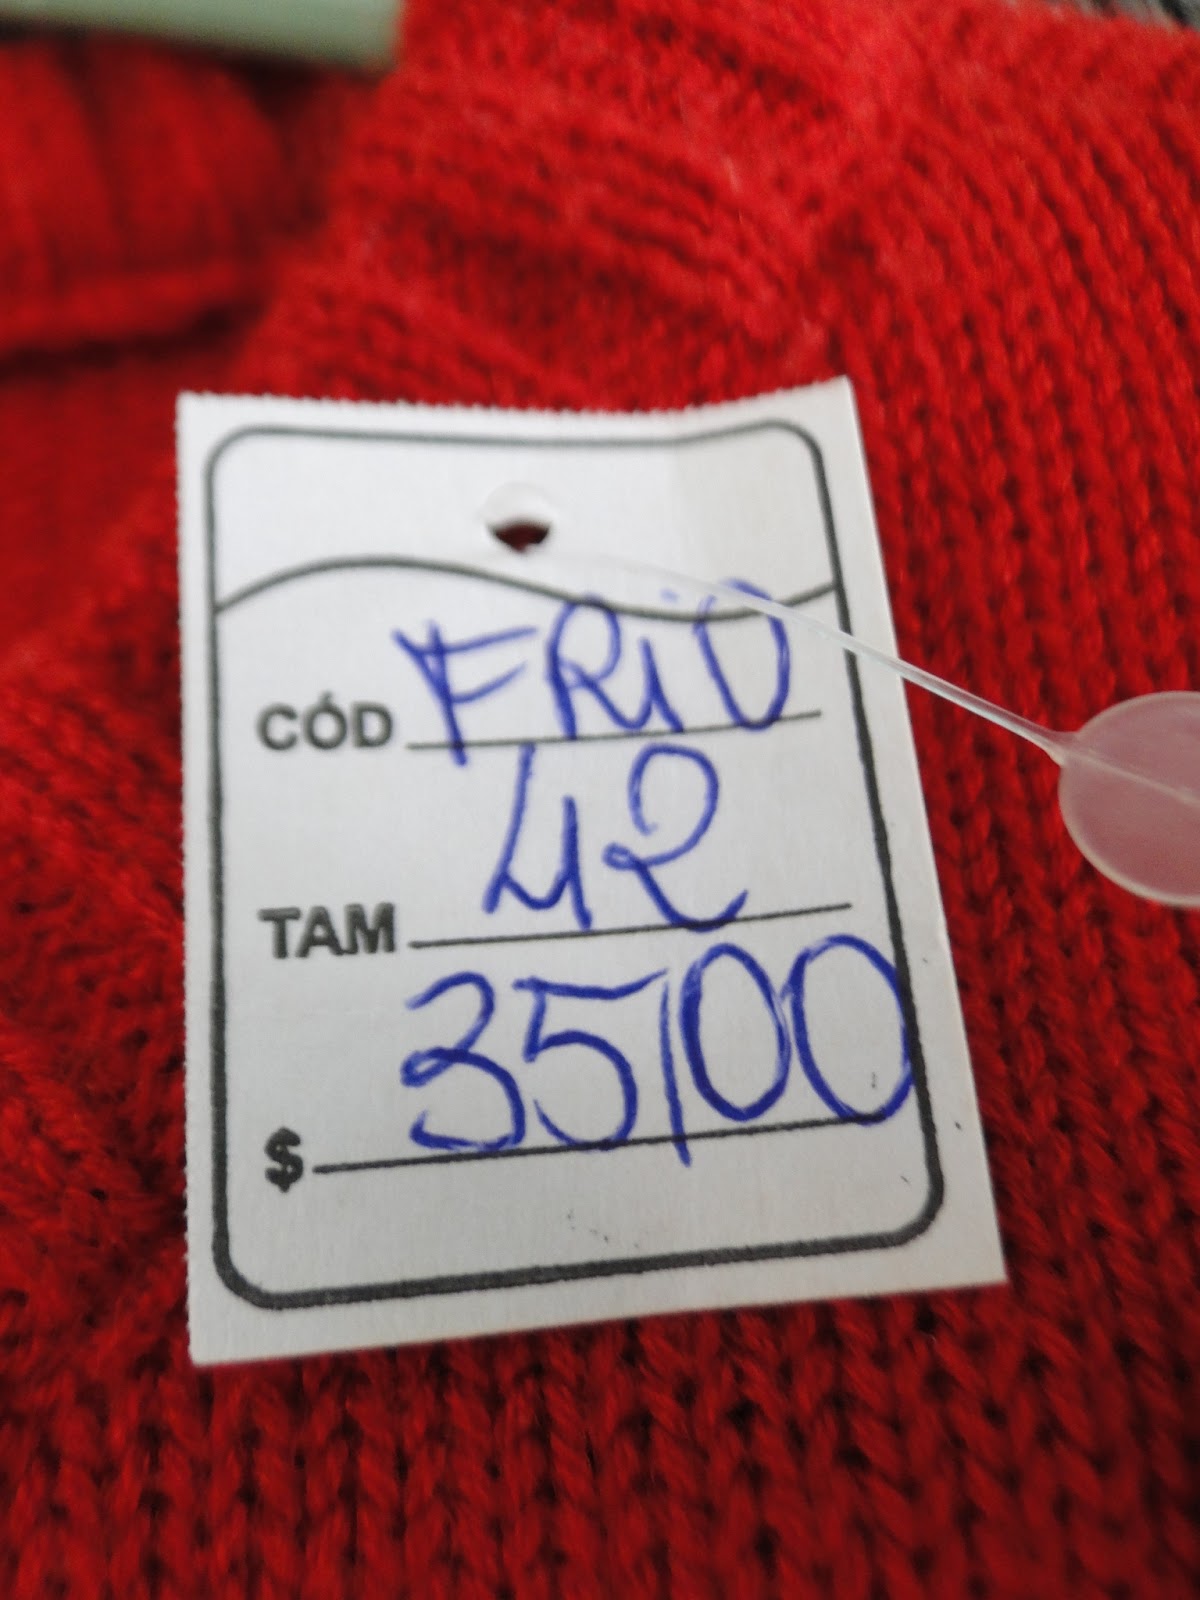 CÓD FRiO
TAM 42
$ 35,00